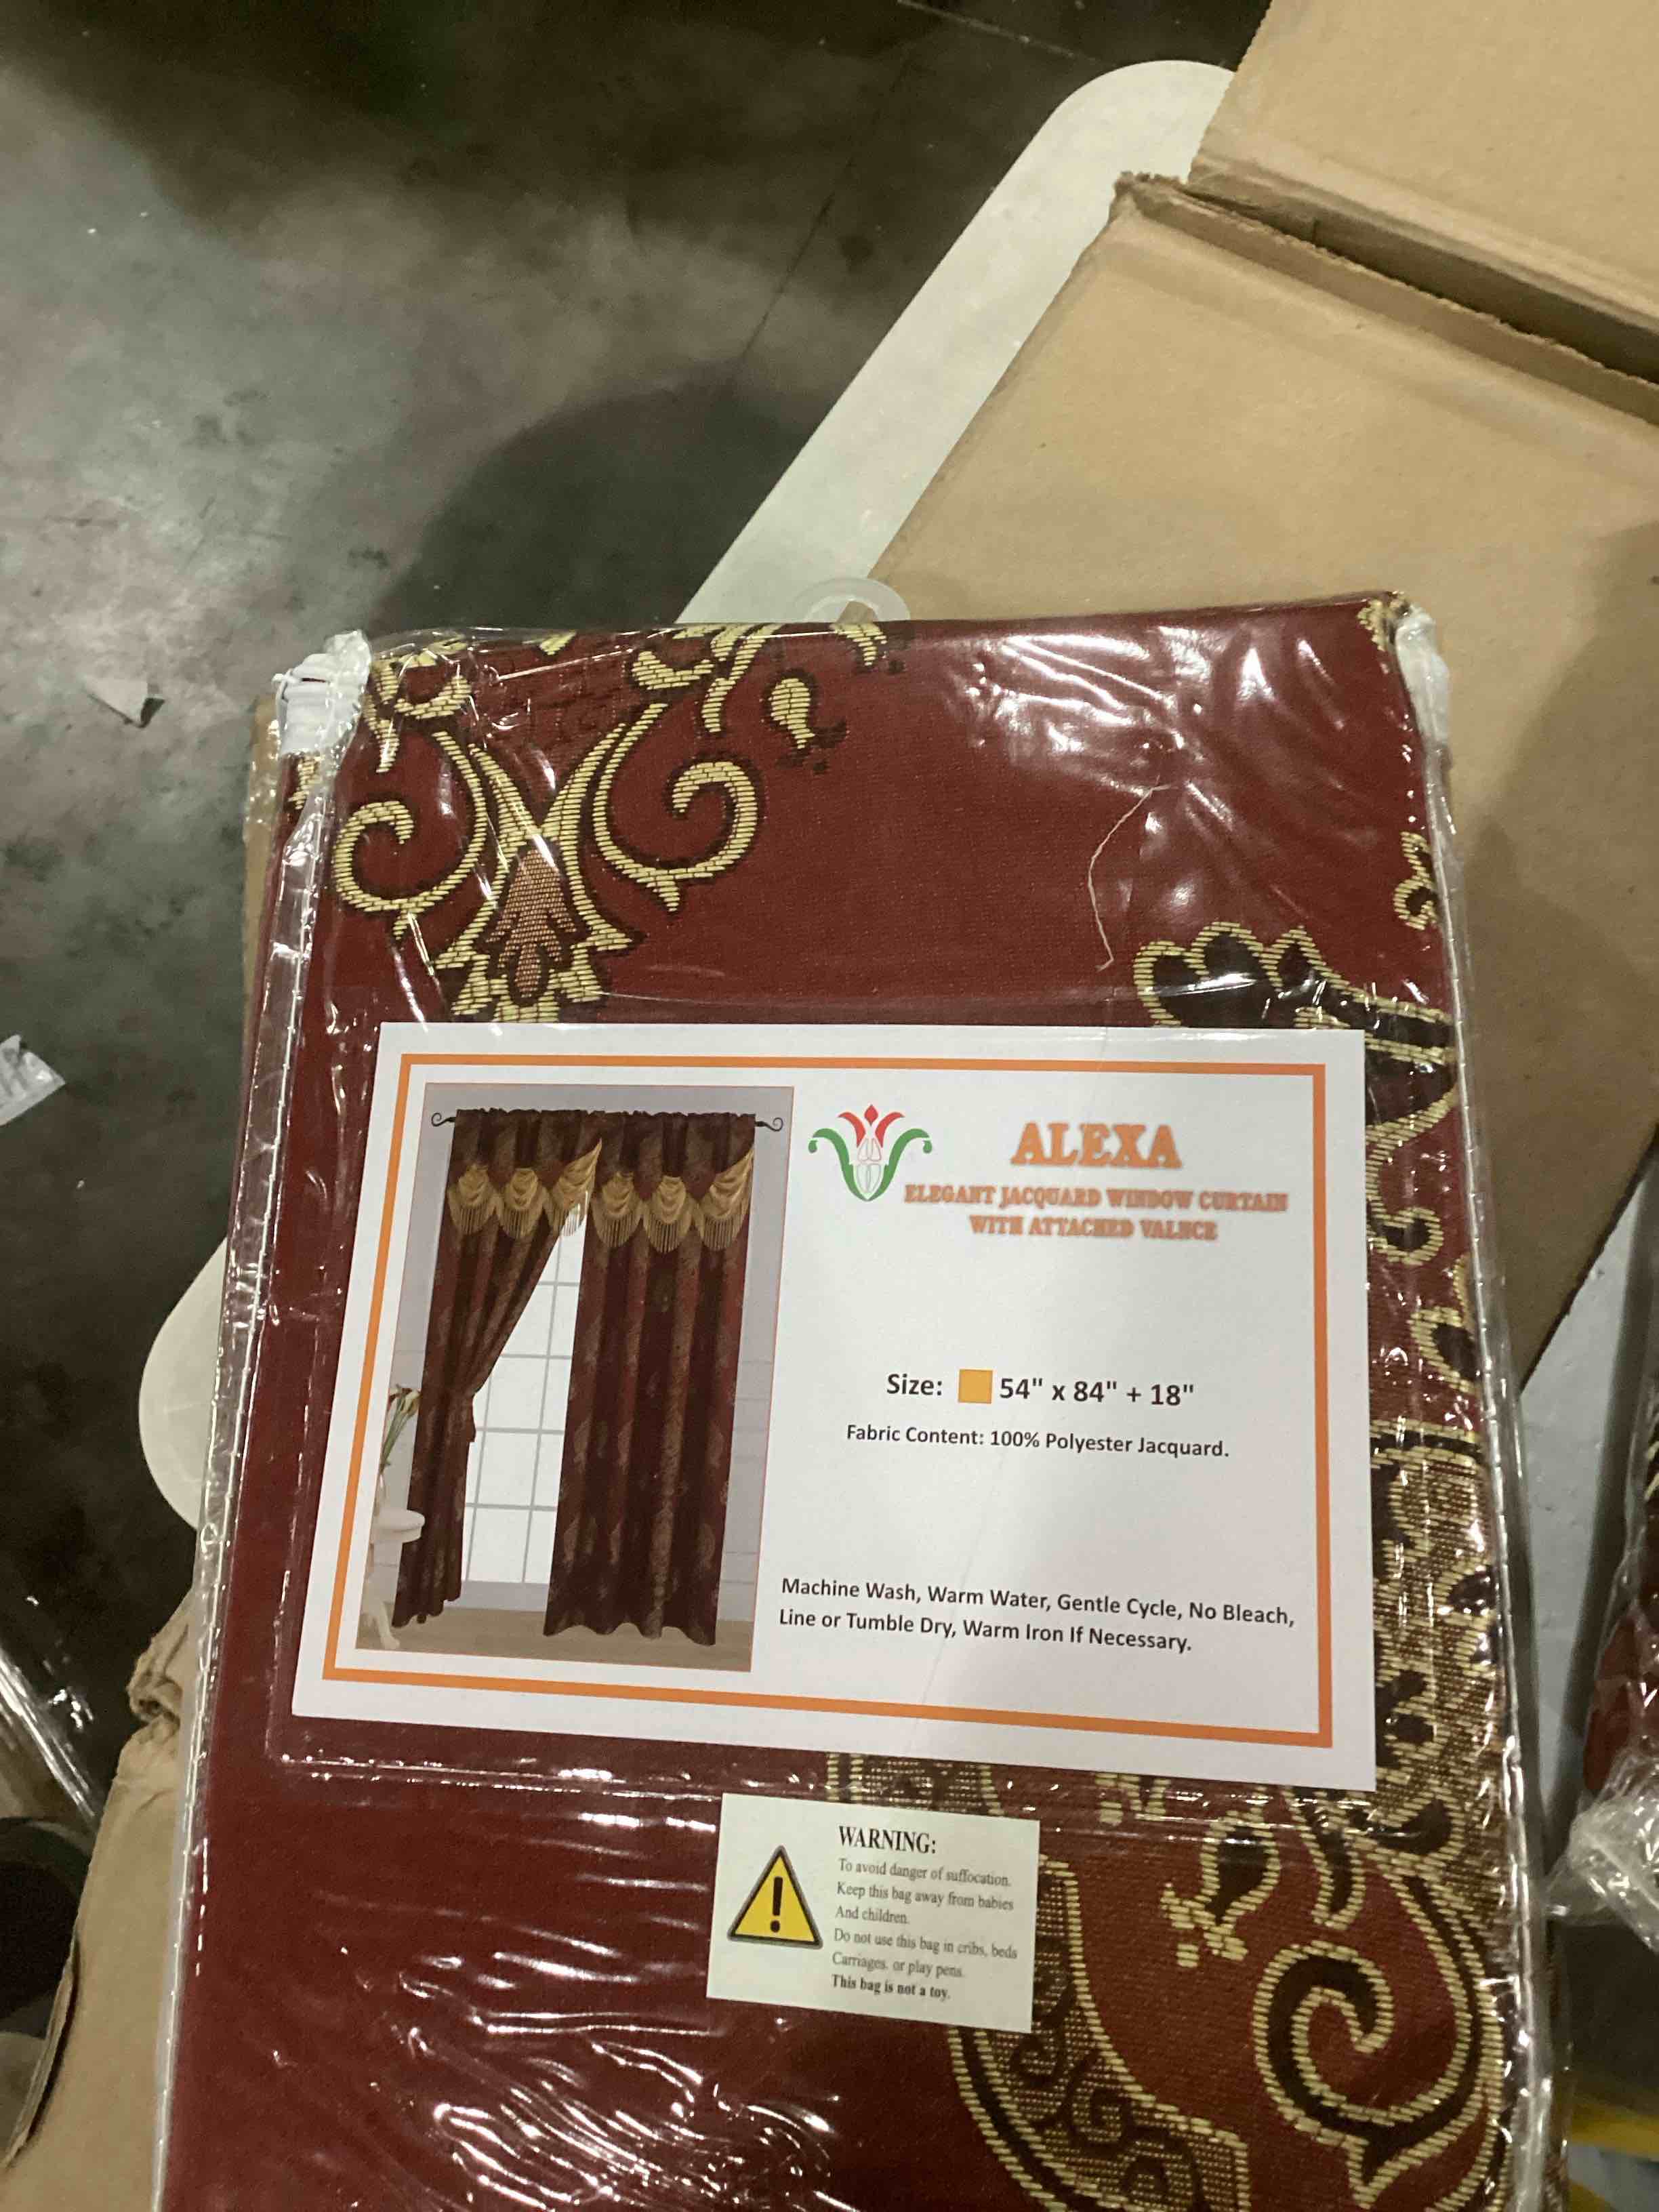 ALEXA
ELEGANT JACQUARD WINDOW CURTAIN
WITH ATTACHED VALNCE
Size: 54" x 84" + 18"
Fabric Content: 100% Polyester Jacquard.
Machine Wash, Warm Water, Gentle Cycle, No Bleach,
Line or Tumble Dry, Warm Iron If Necessary.
WARNING:
To avoid danger of suffocation.
Keep this bag away from babies
And children.
Do not use this bag in cribs, beds
Carriages, or play pens.
This bag is not a toy.